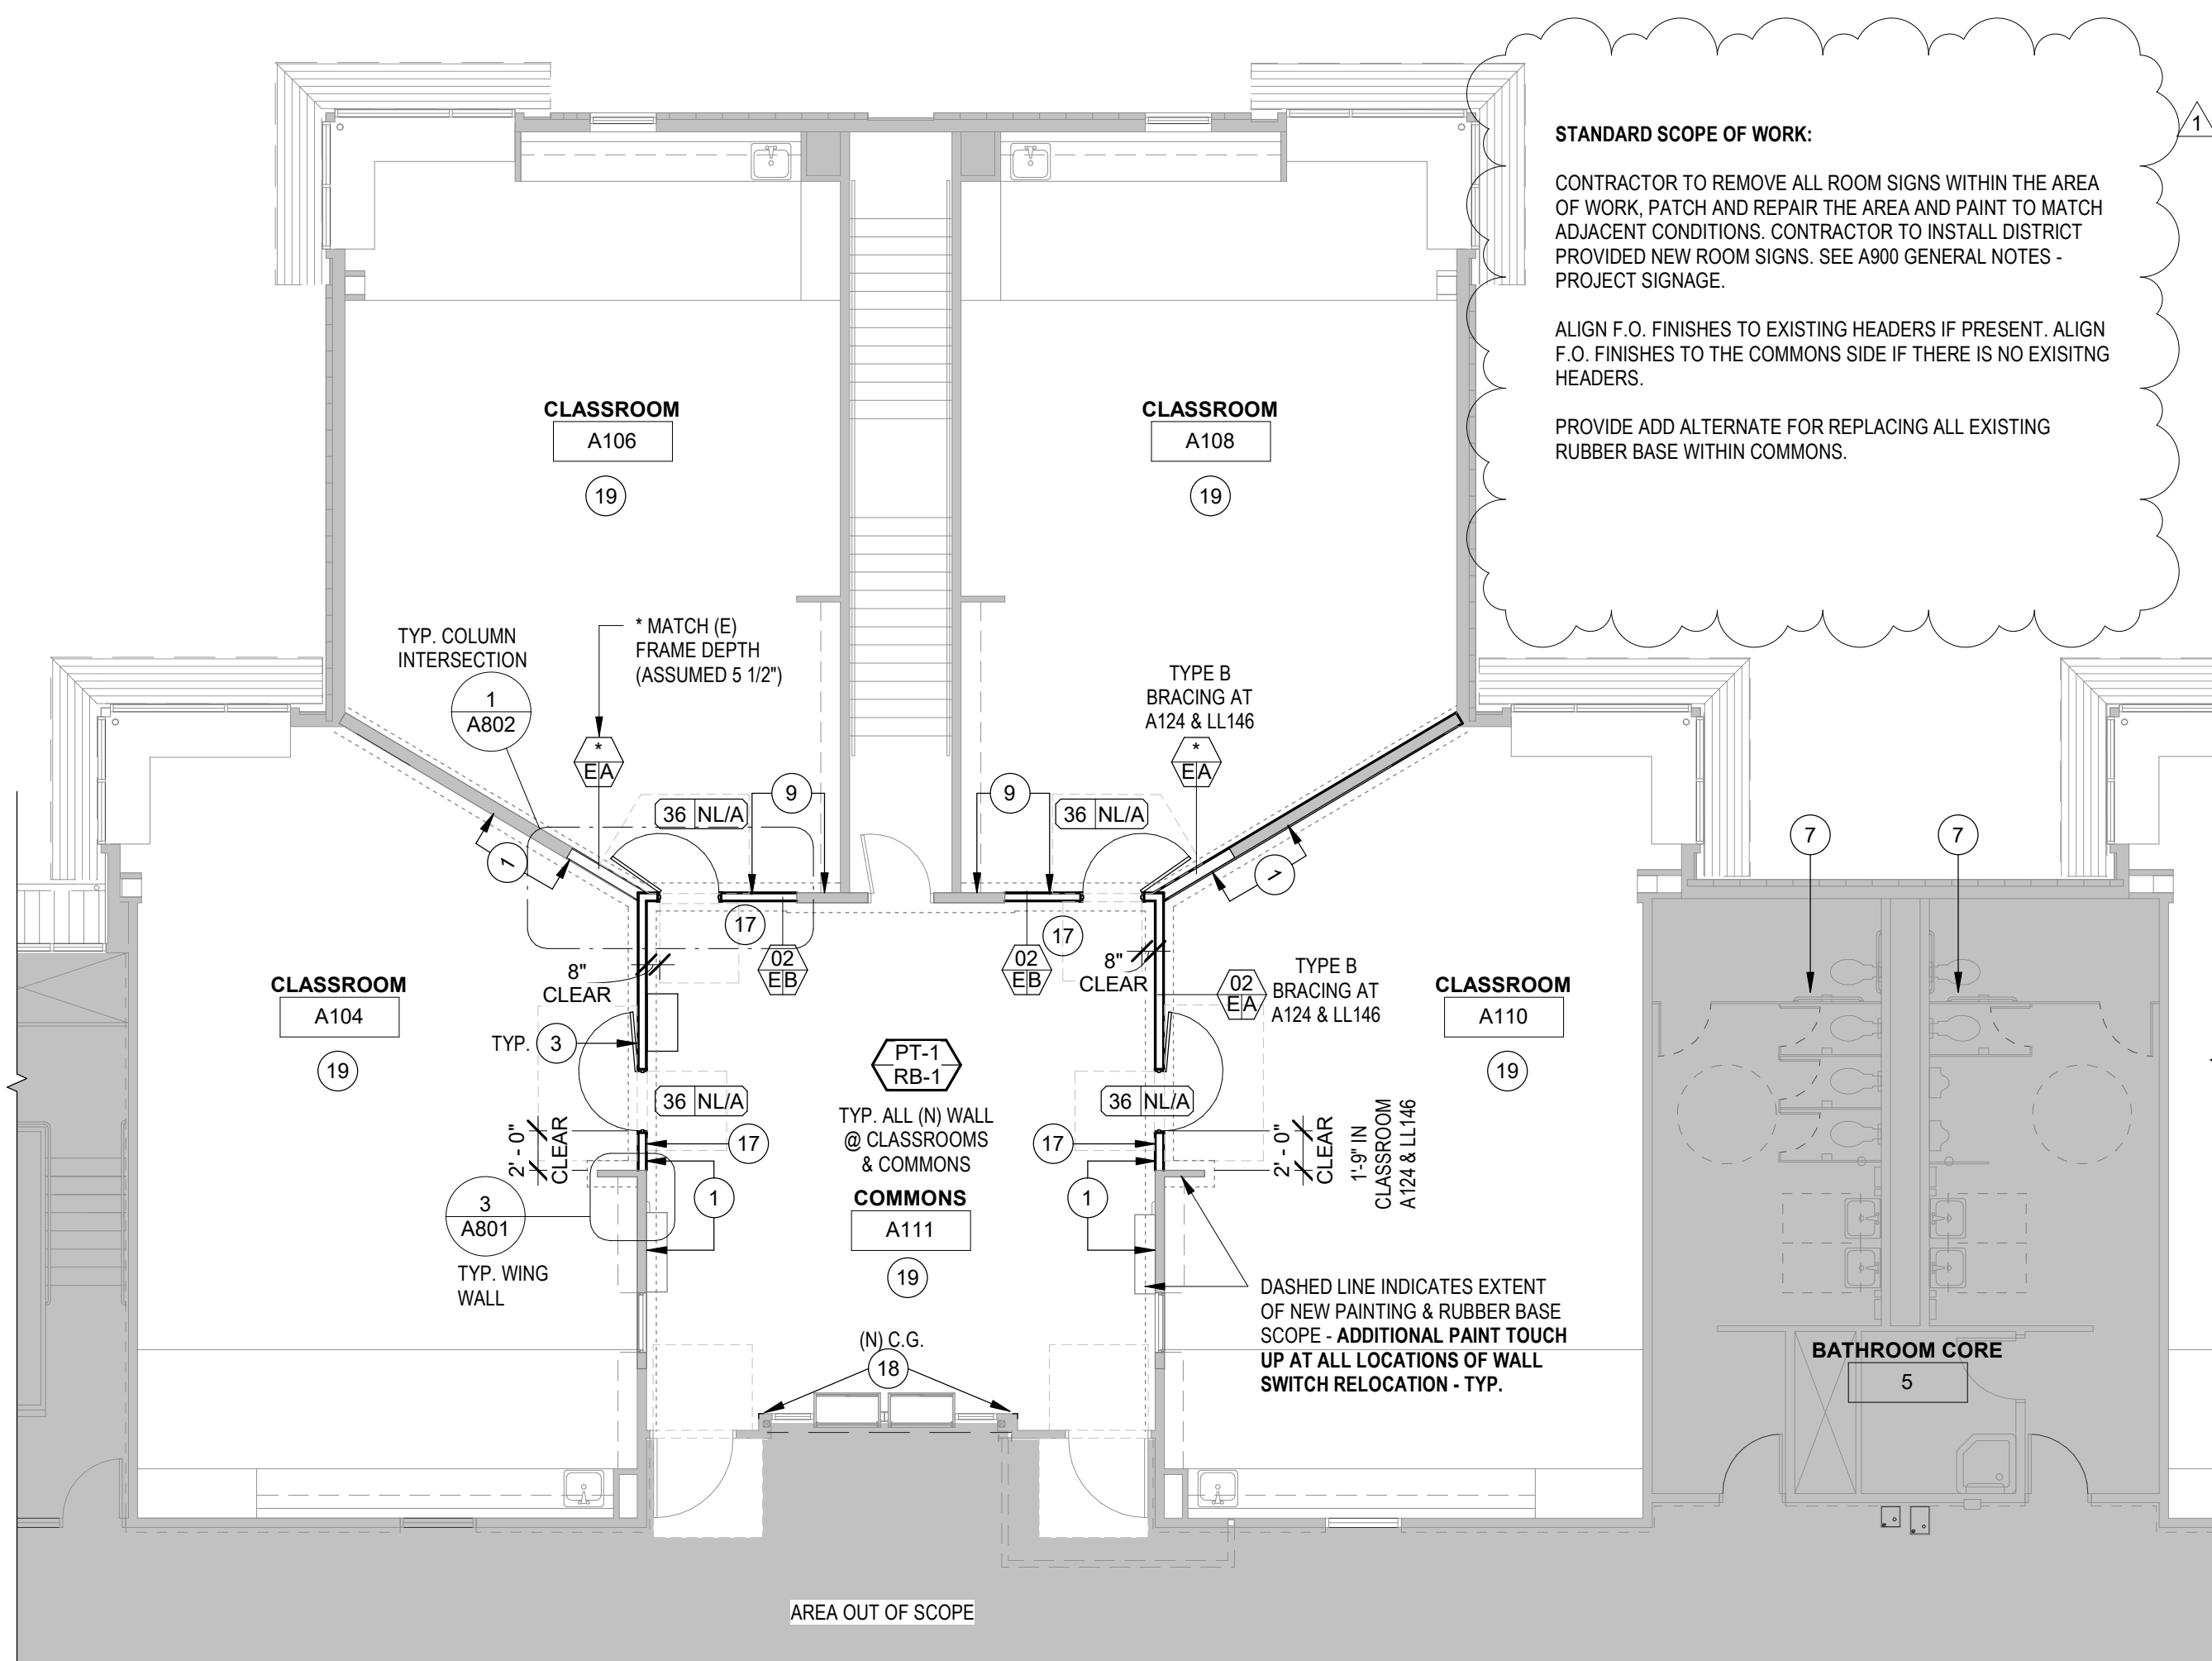 STANDARD SCOPE OF WORK:
CONTRACTOR TO REMOVE ALL ROOM SIGNS WITHIN THE AREA
OF WORK, PATCH AND REPAIR THE AREA AND PAINT TO MATCH
ADJACENT CONDITIONS. CONTRACTOR TO INSTALL DISTRICT
PROVIDED NEW ROOM SIGNS. SEE A900 GENERAL NOTES -
PROJECT SIGNAGE.
ALIGN F.O. FINISHES TO EXISTING HEADERS IF PRESENT. ALIGN
F.O. FINISHES TO THE COMMONS SIDE IF THERE IS NO EXISITNG
HEADERS.
PROVIDE ADD ALTERNATE FOR REPLACING ALL EXISTING
RUBBER BASE WITHIN COMMONS.
1
CLASSROOM
A106
19
CLASSROOM
A108
19
TYP. COLUMN
INTERSECTION
1
A802
* MATCH (E)
FRAME DEPTH
(ASSUMED 5 1/2")
*
EA
TYPE B
BRACING AT
A124 & LL146
*
EA
36 NL/A
9
9
36 NL/A
1
1
7
7
17
02
EB
17
02
EB
8"
CLEAR
8"
CLEAR
02
EA
TYPE B
BRACING AT
A124 & LL146
CLASSROOM
A104
19
CLASSROOM
A110
19
TYP. 3
PT-1
RB-1
TYP. ALL (N) WALL
@ CLASSROOMS
& COMMONS
36 NL/A
36 NL/A
2' - 0"
CLEAR
17
17
2' - 0"
CLEAR
1'-9" IN
CLASSROOM
A124 & LL146
1
1
3
A801
TYP. WING
WALL
COMMONS
A111
19
DASHED LINE INDICATES EXTENT
OF NEW PAINTING & RUBBER BASE
SCOPE - ADDITIONAL PAINT TOUCH
UP AT ALL LOCATIONS OF WALL
SWITCH RELOCATION - TYP.
(N) C.G.
18
BATHROOM CORE
5
AREA OUT OF SCOPE